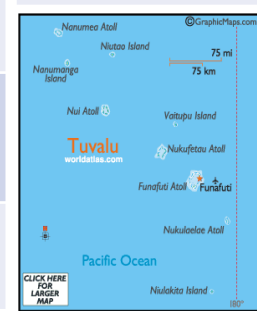 ©GraphicMaps.com
Nanumea Atoll
Niutao Island
75 mi
75 km
Nanumanga
Island
Nui Atoll
Vaitupu Island
Tuvalu
worldatlas.com
Nukufetau Atoll
Funafuti Atoll
Funafuti
Nukulaelae Atoll
Pacific Ocean
CLICK HERE
FOR
LARGER
MAP
Niulakita Island
180°